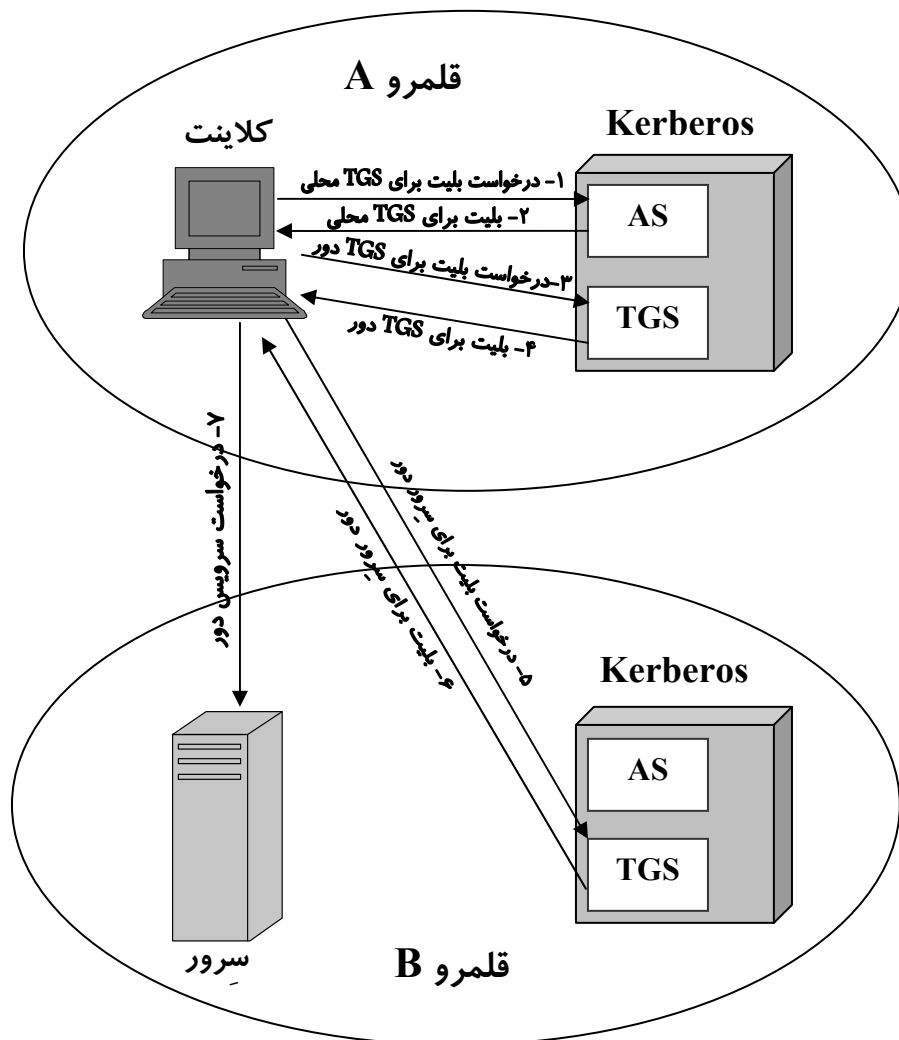 قلمرو A
کلاینت
Kerberos
۱- درخواست بلیت برای TGS محلی
AS
۲- بلیت برای TGS محلی
۳-درخواست بلیت برای TGS دور
TGS
۴- بلیت برای TGS دور
۷- درخواست سرویس دور
۵- درخواست بلیت برای سِرور دور
۶- بلیت برای سِرور دور
Kerberos
AS
TGS
سِرور
قلمرو B